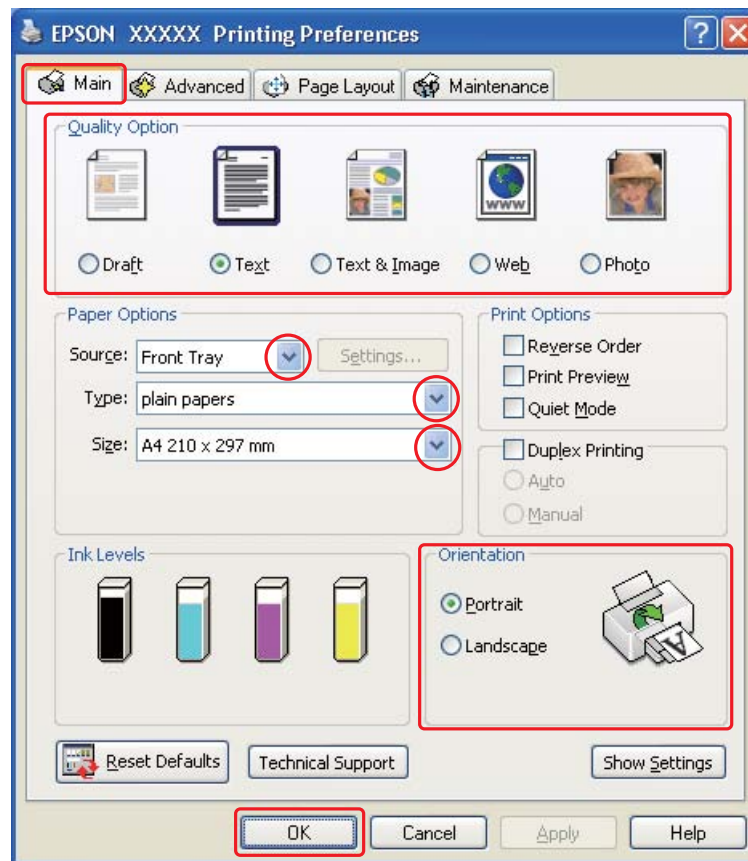 EPSON XXXXX Printing Preferences
Main Advanced Page Layout Maintenance
Quality Option
WWW
Draft Text Text & Image Web Photo
Paper Options
Source: Front Tray Settings...
Type: plain papers
Size: A4 210 x 297 mm
Print Options
Reverse Order
Print Preview
Quiet Mode
Duplex Printing
Auto
Manual
Ink Levels
Orientation
Portrait
Landscape
A
Reset Defaults Technical Support Show Settings
OK Cancel Apply Help